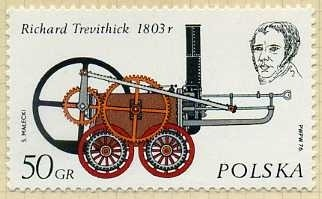 Richard Trevithick 1803 r
S. MAŁECKI
PWPW 76
50 GR
POLSKA